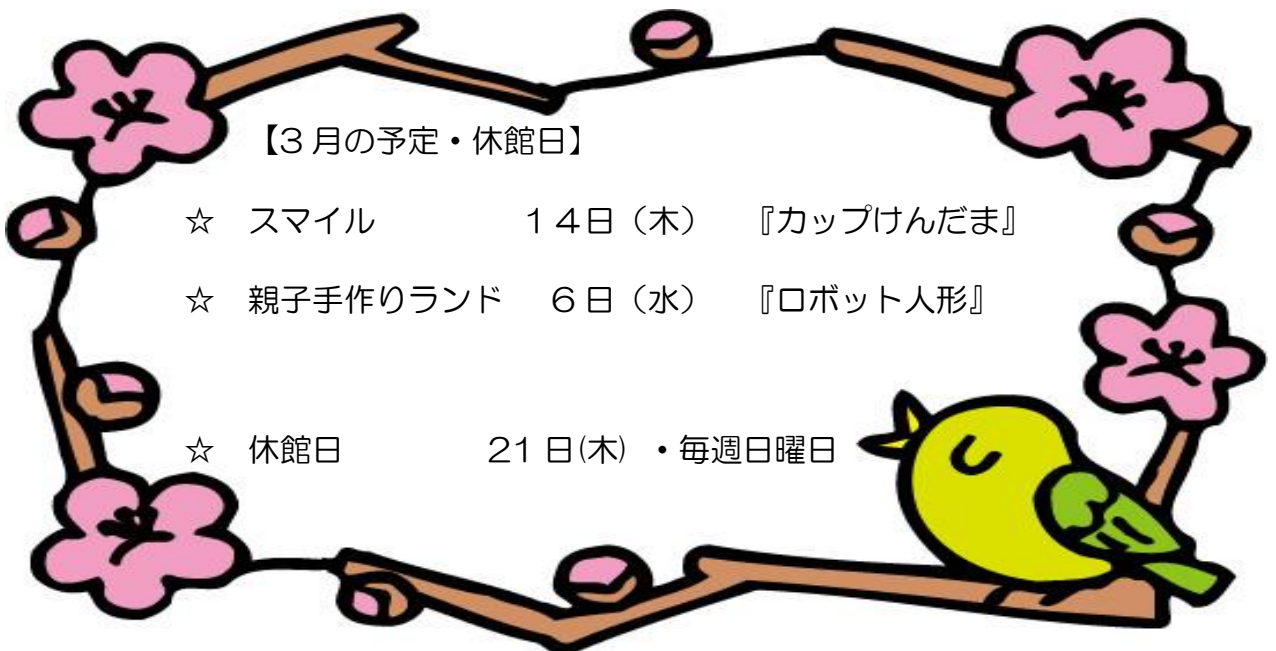 【3月の予定・休館日】
☆ スマイル 14日(木) 『カップけんだま』
☆ 親子手作りランド 6日(水) 『ロボット人形』
☆ 休館日 21日(木) ・毎週日曜日